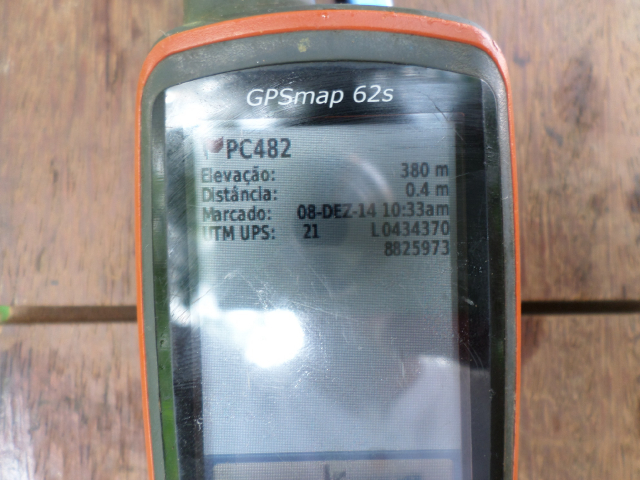 GPSmap 62s
PC482
Elevação: 380 m
Distância: 0.4 m
Marcado: 08-DEZ-14 10:33am
UTM UPS: 21 L0434370
8825973